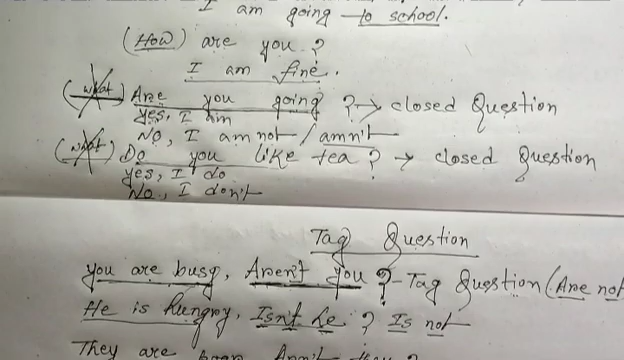 I am going to school.
(How) are you ?
I am fine.
(what) Are you going ? → closed Question
Yes, I am
No, I am not / amn't
(what) Do you like tea ? → closed Question
yes, I do
No, I don't
Tag Question
you are busy, Aren't you ? - Tag Question (Are not
He is hungry, Isn't he ? Is not
They are